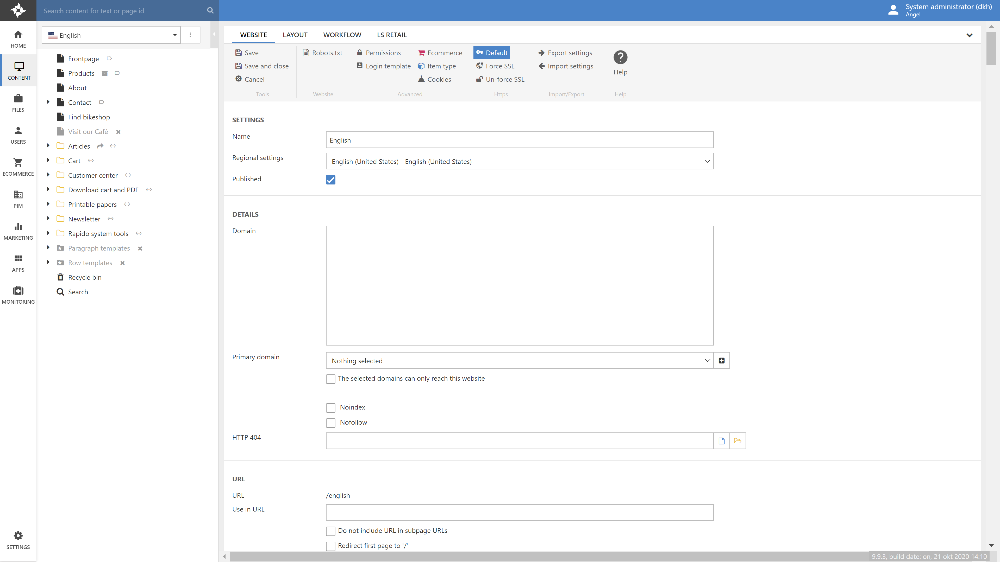 Search content for text or page id
System administrator (dkh)
Angel
HOME
CONTENT
FILES
USERS
ECOMMERCE
PIM
MARKETING
APPS
MONITORING
SETTINGS
English
Frontpage
Products
About
Contact
Find bikeshop
Visit our Café
Articles
Cart
Customer center
Download cart and PDF
Printable papers
Newsletter
Rapido system tools
Paragraph templates
Row templates
Recycle bin
Search
WEBSITE LAYOUT WORKFLOW LS RETAIL
Save
Save and close
Cancel
Tools
Robots.txt
Website
Permissions
Login template
Ecommerce
Item type
Cookies
Advanced
Default
Force SSL
Un-force SSL
Https
Export settings
Import settings
Import/Export
Help
Help
SETTINGS
Name English
Regional settings English (United States) - English (United States)
Published
DETAILS
Domain
Primary domain Nothing selected
The selected domains can only reach this website
Noindex
Nofollow
HTTP 404
URL
URL /english
Use in URL
Do not include URL in subpage URLs
Redirect first page to '/'
9.9.3, build date: on, 21 okt 2020 14:10